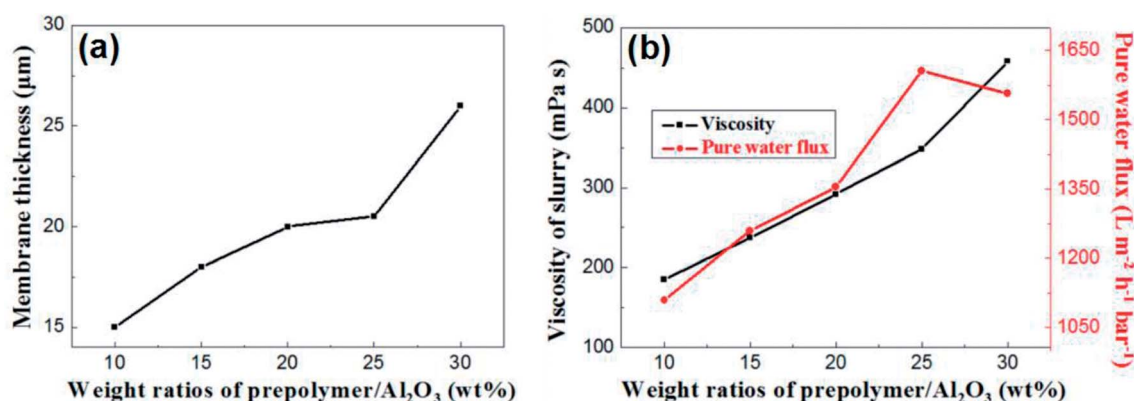 (a)
Membrane thickness (μm)
30
25
20
15
10 15 20 25 30
Weight ratios of prepolymer/Al₂O₃ (wt%)
(b)
Viscosity of slurry (mPa s)
500
400
300
200
100
Viscosity
Pure water flux
1650
1500
1350
1200
1050
Pure water flux (L m⁻² h⁻¹ bar⁻¹)
10 15 20 25 30
Weight ratios of prepolymer/Al₂O₃ (wt%)